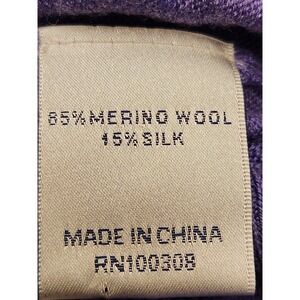 85% MERINO WOOL
15% SILK
MADE IN CHINA
RN100308